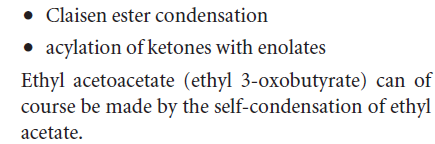 • Claisen ester condensation
• acylation of ketones with enolates
Ethyl acetoacetate (ethyl 3-oxobutyrate) can of
course be made by the self-condensation of ethyl
acetate.